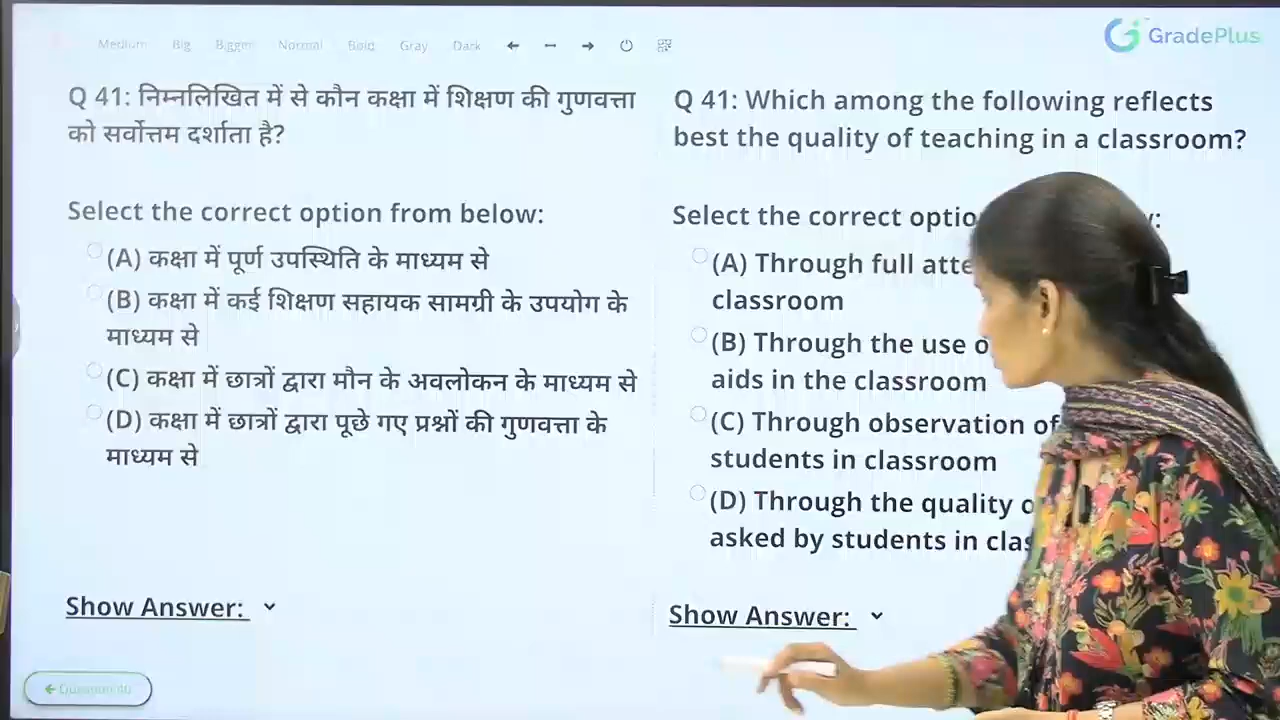 Medium Big Bigger Normal Bold Gray Dark
GradePlus
Q 41: निम्नलिखित में से कौन कक्षा में शिक्षण की गुणवत्ता
को सर्वोत्तम दर्शाता है?
Select the correct option from below:
(A) कक्षा में पूर्ण उपस्थिति के माध्यम से
(B) कक्षा में कई शिक्षण सहायक सामग्री के उपयोग के
माध्यम से
(C) कक्षा में छात्रों द्वारा मौन के अवलोकन के माध्यम से
(D) कक्षा में छात्रों द्वारा पूछे गए प्रश्नों की गुणवत्ता के
माध्यम से
Show Answer:
Question 40
Q 41: Which among the following reflects
best the quality of teaching in a classroom?
Select the correct
(A) Through full
classroom
(B) Through the use
aids in the classroom
(C) Through observation of
students in classroom
(D) Through the quality
asked by students in
Show Answer: